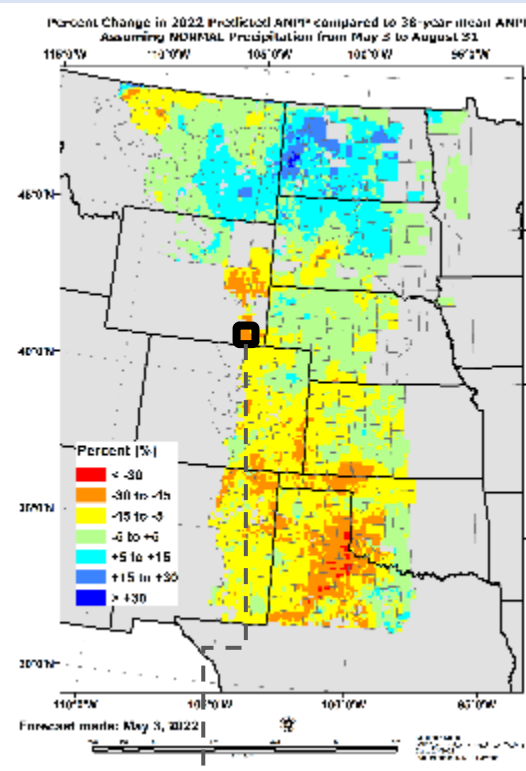 Percent Change in 2022 Predicted ANPP compared to 38-year mean ANP
Assuming NORMAL Precipitation from May 3 to August 31
115°0'W 110°0'W 105°0'W 100°0'W 95°0'W
45°0'N
40°0'N
35°0'N
30°0'N
Percent (%)
< -30
-30 to -15
-15 to -5
-5 to +5
+5 to +15
+15 to +30
> +30
110°0'W 105°0'W 100°0'W 95°0'W
Forecast made: May 3, 2022